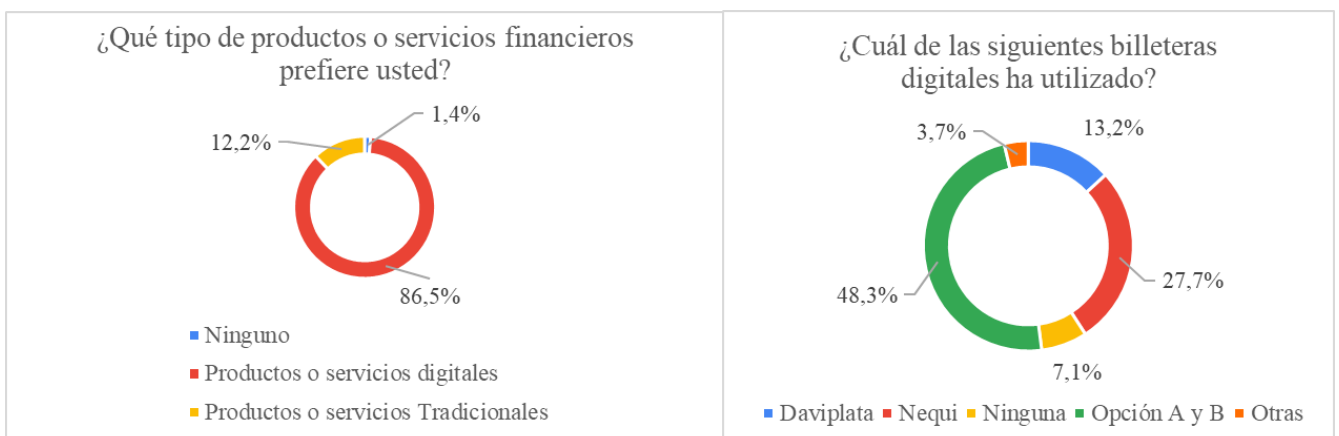 ¿Qué tipo de productos o servicios financieros
prefiere usted?
1,4%
12,2%
86,5%
Ninguno
Productos o servicios digitales
Productos o servicios Tradicionales
¿Cuál de las siguientes billeteras
digitales ha utilizado?
3,7%
13,2%
48,3%
27,7%
7,1%
Daviplata Nequi Ninguna Opción A y B Otras